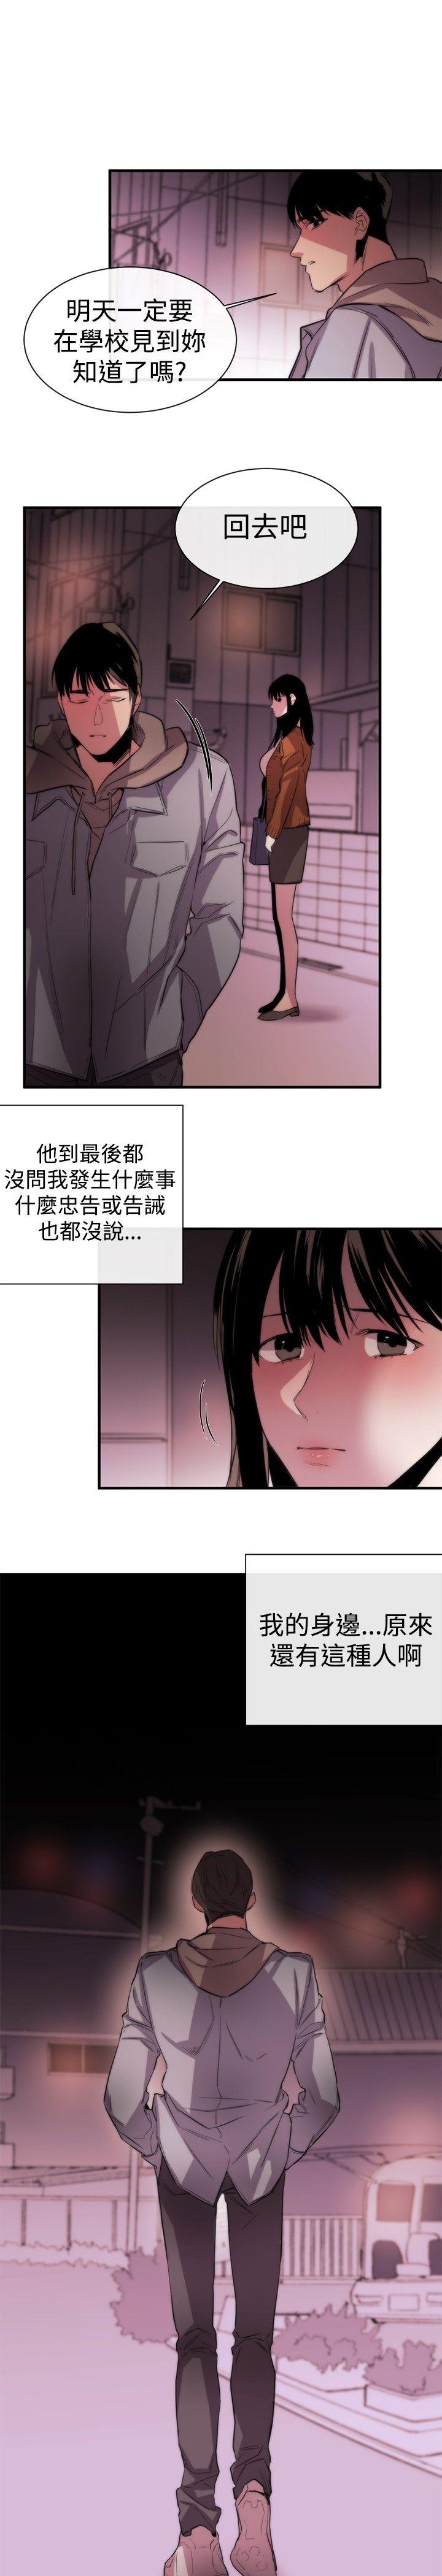 明天一定要
在學校見到妳
知道了嗎?
回去吧
他到最後都
沒問我發生什麼事
什麼忠告或告誡
也都沒說...
我的身邊...原來
還有這種人啊